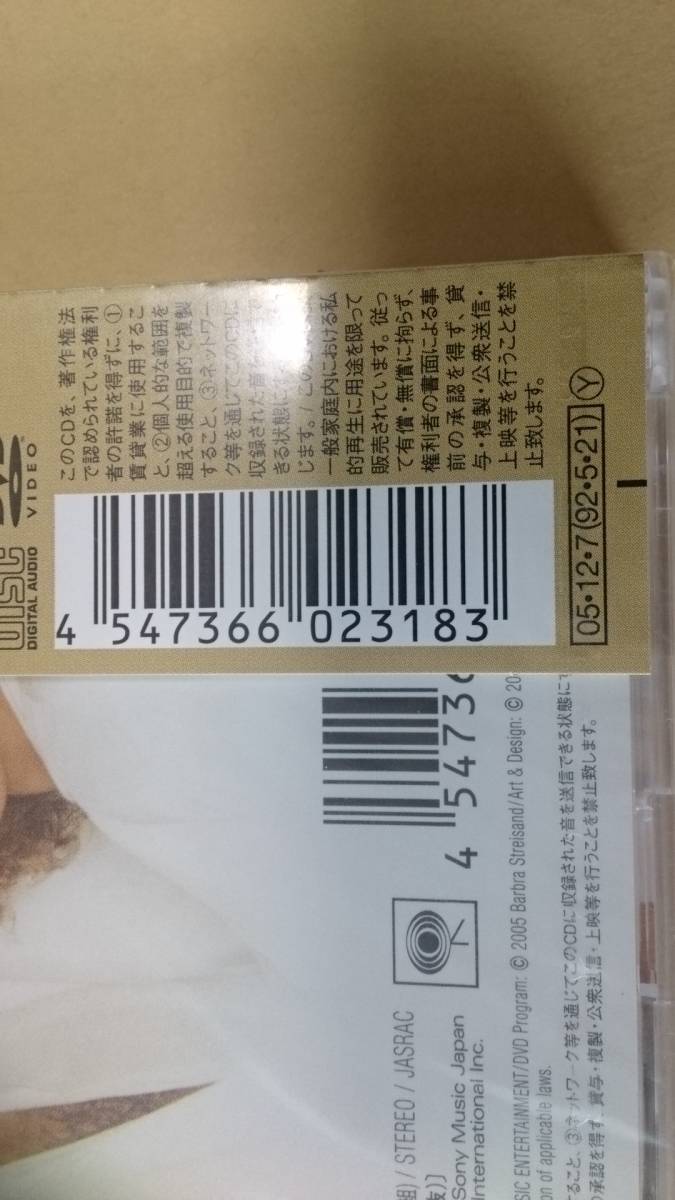 DISC
DIGITAL AUDIO
VIDEO
このCDを、著作権法
で認められている権利
者の許諾を得ずに、①
賃貸業に使用するこ
と、②個人的な範囲を
超える使用目的で複製
すること、③ネットワー
ク等を通じてこのCDに
収録された音
きる状態に
じます。/この
一般家庭内における私
的再生に用途を限って
販売されています。従っ
て有償・無償に拘らず、
権利者の書面による事
前の承認を得ず、貸
与・複製・公衆送信・
上映等を行うことを禁
止致します。
05・12・7(92・5・21) Y
4 547366 023183
4 54736
/ STEREO / JASRAC
Sony Music Japan
International Inc.
SIC ENTERTAINMENT/DVD Program: © 2005 Barbra Streisand/Art & Design: © 20
n of applicable laws.
ること、③ネットワーク等を通じてこのCDに収録された音を送信できる状態に
承認を得ず、貸与・複製・公衆送信・上映等を行うことを禁止致します。